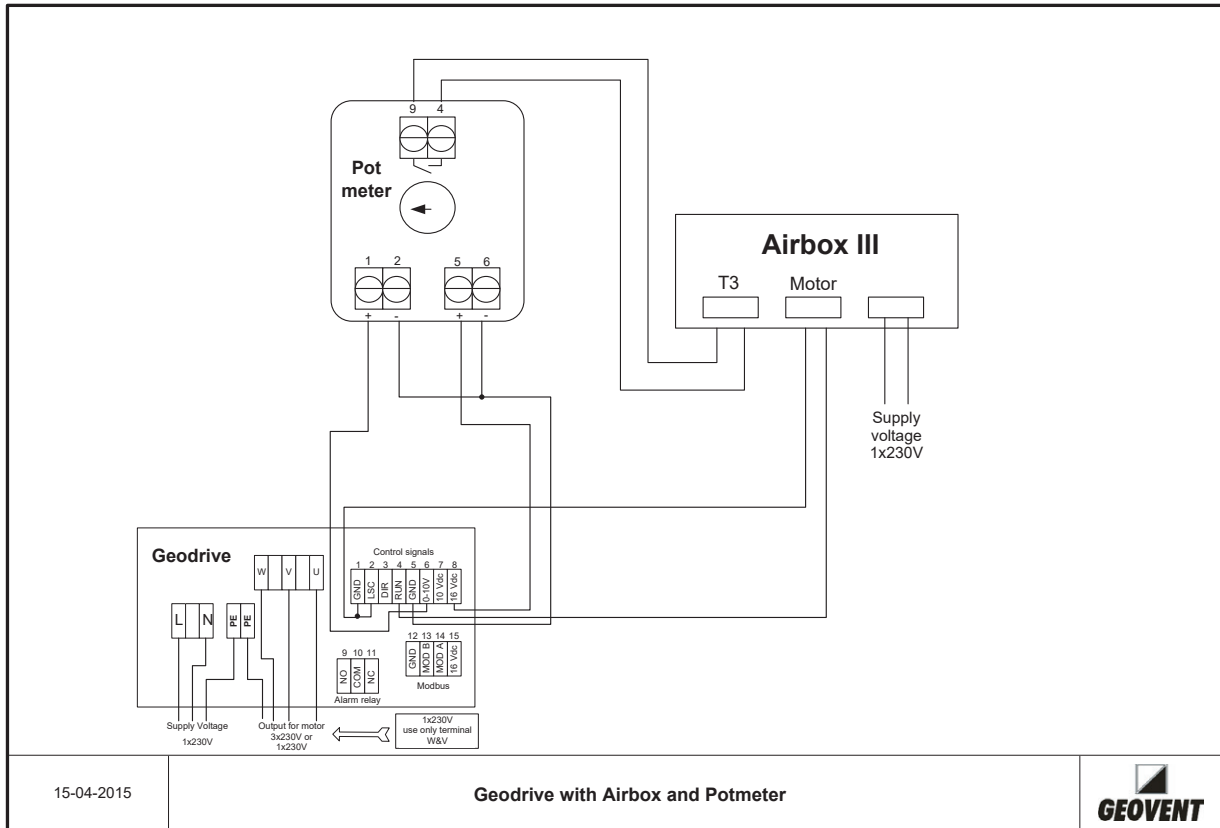 9 4
Pot
meter
1 2 5 6
+ - + -
Airbox III
T3 Motor
Supply
voltage
1x230V
Geodrive
W V U
Control signals
1 2 3 4 5 6 7 8
GND LSC DIR RUN GND 0-10V 10 Vdc 16 Vdc
L N PE PE
12 13 14 15
GND MOD B MOD A 16 Vdc
Modbus
9 10 11
NO COM NC
Alarm relay
Supply Voltage
1x230V
Output for motor
3x230V or
1x230V
1x230V
use only terminal
W&V
15-04-2015
Geodrive with Airbox and Potmeter
GEOVENT